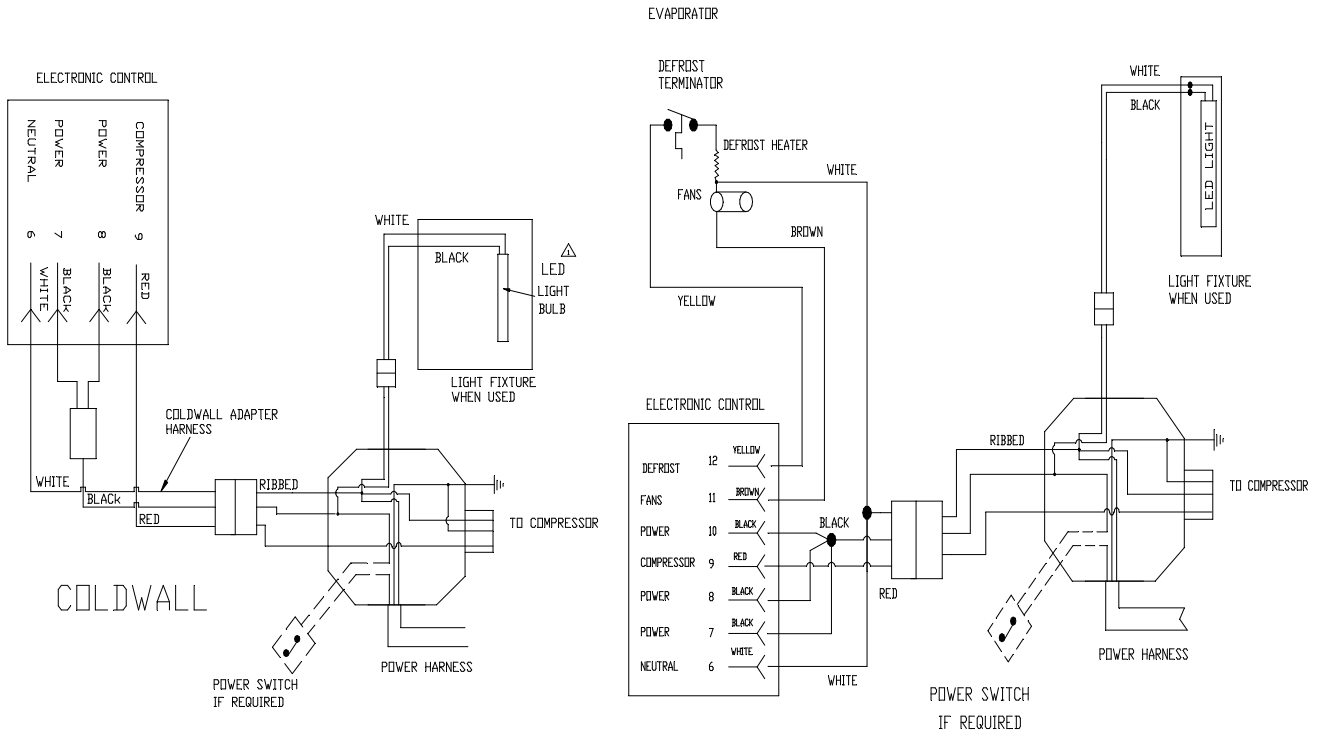 EVAPORATOR
ELECTRONIC CONTROL
NEUTRAL
POWER
POWER
COMPRESSOR
6
7
8
9
WHITE
BLACK
BLACK
RED
COLDWALL ADAPTER
HARNESS
WHITE
BLACK
RED
RIBBED
WHITE
BLACK
1
LED
LIGHT
BULB
LIGHT FIXTURE
WHEN USED
TO COMPRESSOR
COLDWALL
POWER HARNESS
POWER SWITCH
IF REQUIRED
DEFROST
TERMINATOR
DEFROST HEATER
WHITE
FANS
BROWN
YELLOW
ELECTRONIC CONTROL
DEFROST 12 YELLOW
FANS 11 BROWN
POWER 10 BLACK
COMPRESSOR 9 RED
POWER 8 BLACK
POWER 7 BLACK
NEUTRAL 6 WHITE
BLACK
RED
WHITE
RIBBED
WHITE
BLACK
LED LIGHT
LIGHT FIXTURE
WHEN USED
TO COMPRESSOR
POWER HARNESS
POWER SWITCH
IF REQUIRED